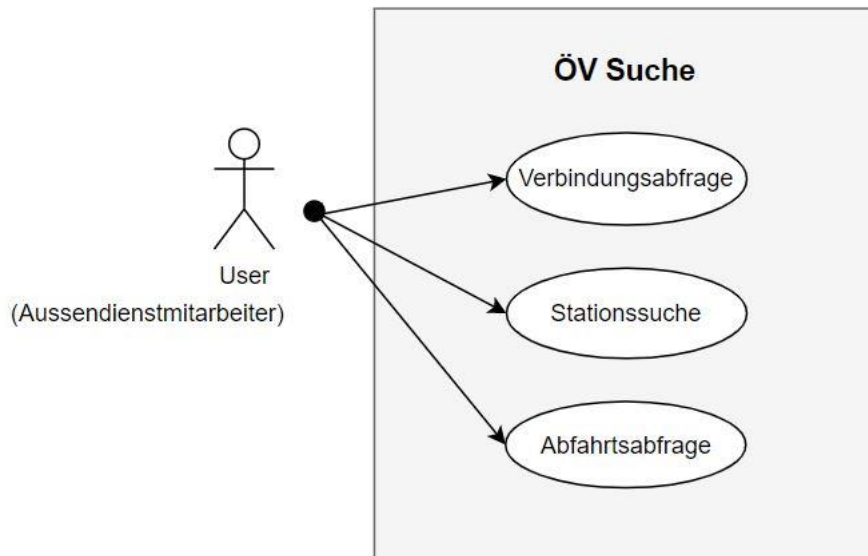 ÖV Suche
Verbindungsabfrage
User
(Aussendienstmitarbeiter)
Stationssuche
Abfahrtsabfrage